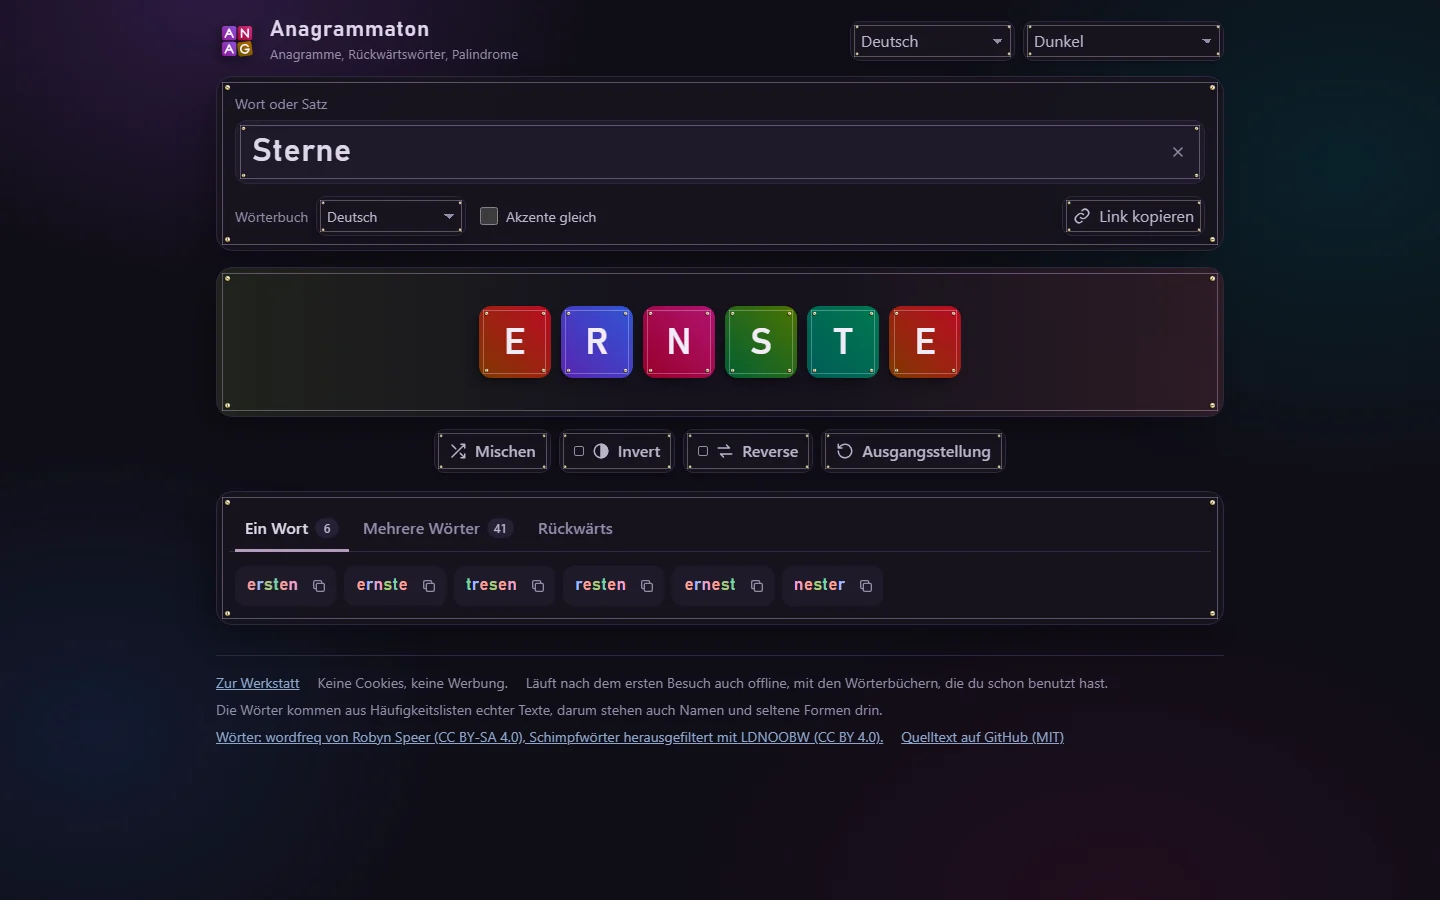 AN
AG
Anagrammaton
Anagramme, Rückwärtswörter, Palindrome
Deutsch
Dunkel
Wort oder Satz
Sterne
Wörterbuch
Deutsch
Akzente gleich
Link kopieren
E R N S T E
Mischen
Invert
Reverse
Ausgangsstellung
Ein Wort 6
Mehrere Wörter 41
Rückwärts
ersten
ernste
tresen
resten
ernest
nester
Zur Werkstatt Keine Cookies, keine Werbung. Läuft nach dem ersten Besuch auch offline, mit den Wörterbüchern, die du schon benutzt hast.
Die Wörter kommen aus Häufigkeitslisten echter Texte, darum stehen auch Namen und seltene Formen drin.
Wörter: wordfreq von Robyn Speer (CC BY-SA 4.0), Schimpfwörter herausgefiltert mit LDNOOBW (CC BY 4.0). Quelltext auf GitHub (MIT)